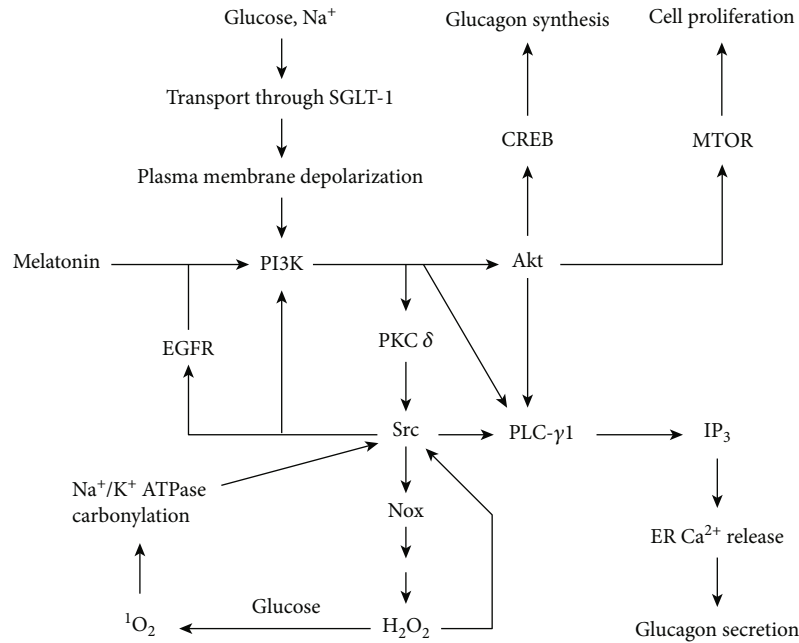 Glucose, Na⁺
Glucagon synthesis
Cell proliferation
Transport through SGLT-1
CREB
MTOR
Plasma membrane depolarization
Melatonin
PI3K
Akt
EGFR
PKC δ
Src
PLC-γ1
IP₃
Na⁺/K⁺ ATPase
carbonylation
Nox
ER Ca²⁺ release
Glucose
¹O₂
H₂O₂
Glucagon secretion